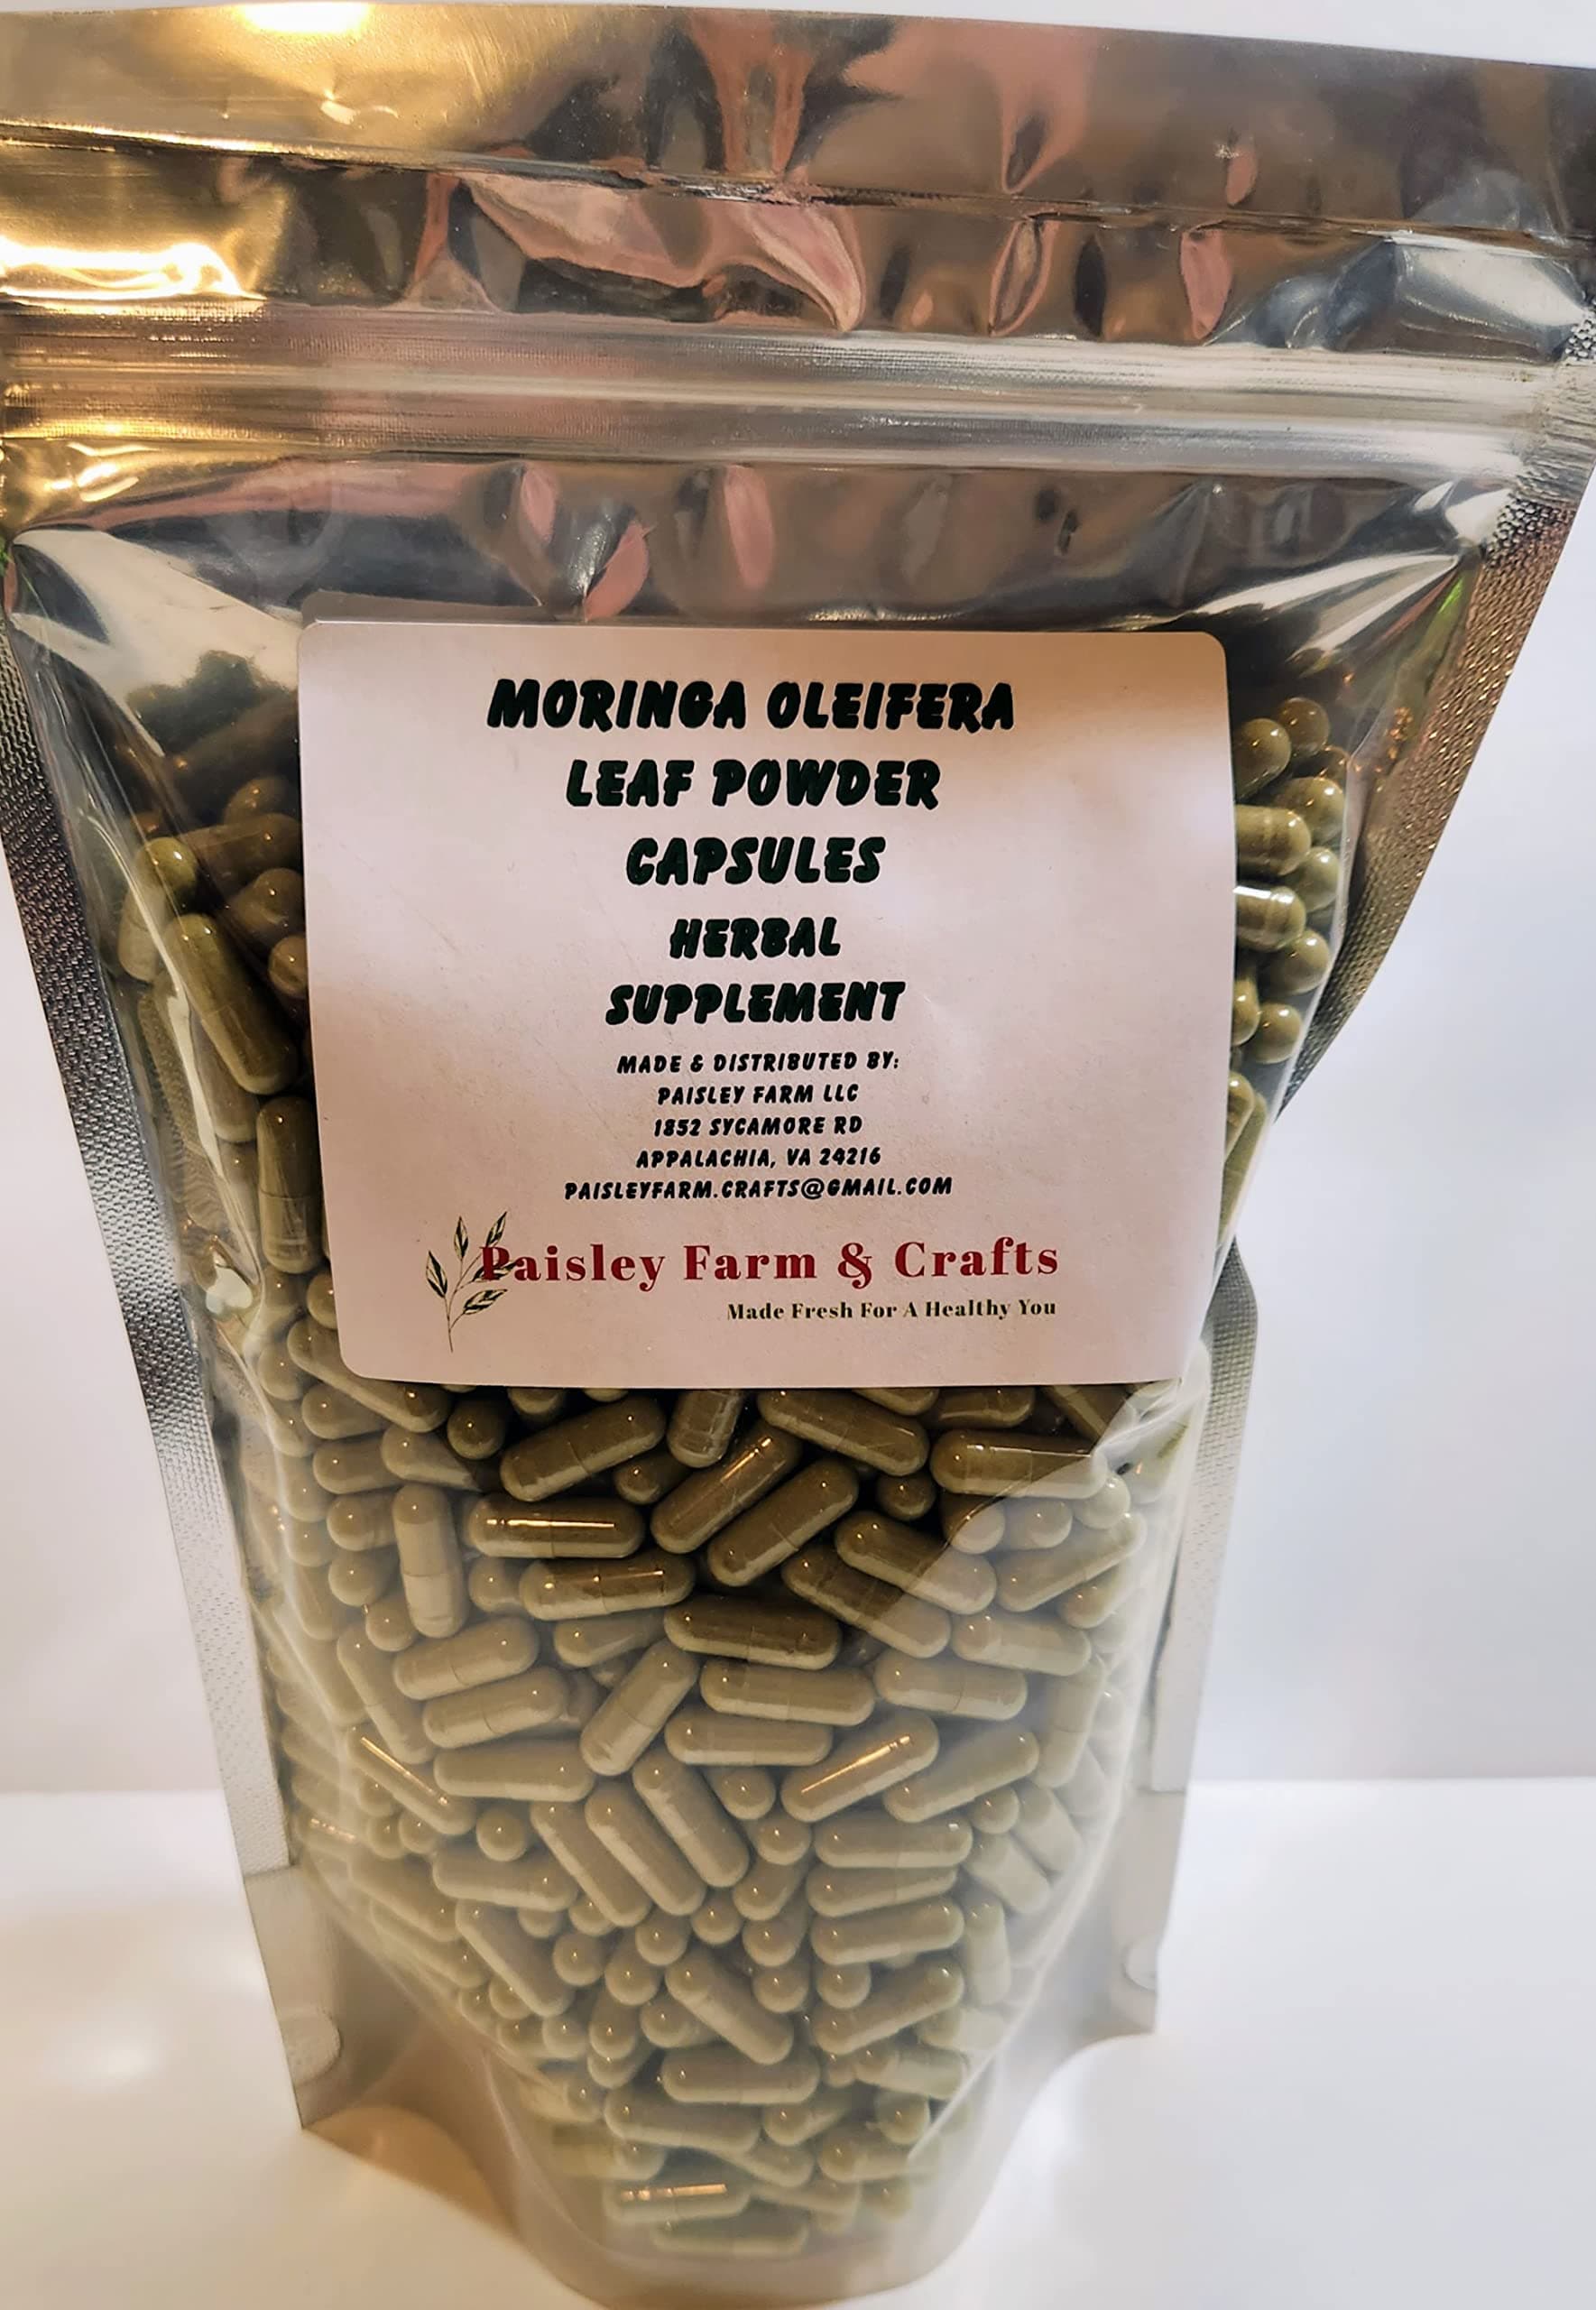 MORINGA OLEIFERA
LEAF POWDER
CAPSULES
HERBAL
SUPPLEMENT
MADE & DISTRIBUTED BY:
PAISLEY FARM LLC
1852 SYCAMORE RD
APPALACHIA, VA 24216
PAISLEYFARM.CRAFTS@GMAIL.COM
Paisley Farm & Crafts
Made Fresh For A Healthy You